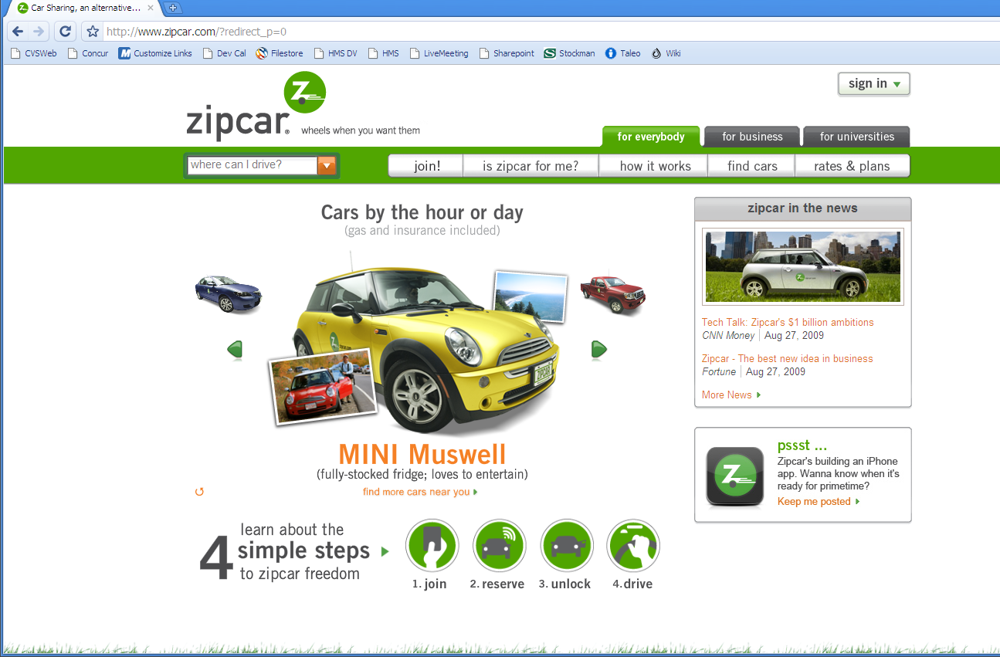 Car Sharing, an alternative...
http://www.zipcar.com/?redirect_p=0
CVSWeb Concur Customize Links Dev Cal Filestore HMS DV HMS LiveMeeting Sharepoint Stockman Taleo Wiki
sign in
zipcar® wheels when you want them
for everybody for business for universities
where can I drive? join! is zipcar for me? how it works find cars rates & plans
Cars by the hour or day
(gas and insurance included)
ZIPCAR
MINI Muswell
(fully-stocked fridge; loves to entertain)
find more cars near you
4
learn about the
simple steps
to zipcar freedom
1. join 2. reserve 3. unlock 4. drive
zipcar in the news
Tech Talk: Zipcar's $1 billion ambitions
CNN Money | Aug 27, 2009
Zipcar - The best new idea in business
Fortune | Aug 27, 2009
More News
pssst ...
Zipcar's building an iPhone
app. Wanna know when it's
ready for primetime?
Keep me posted